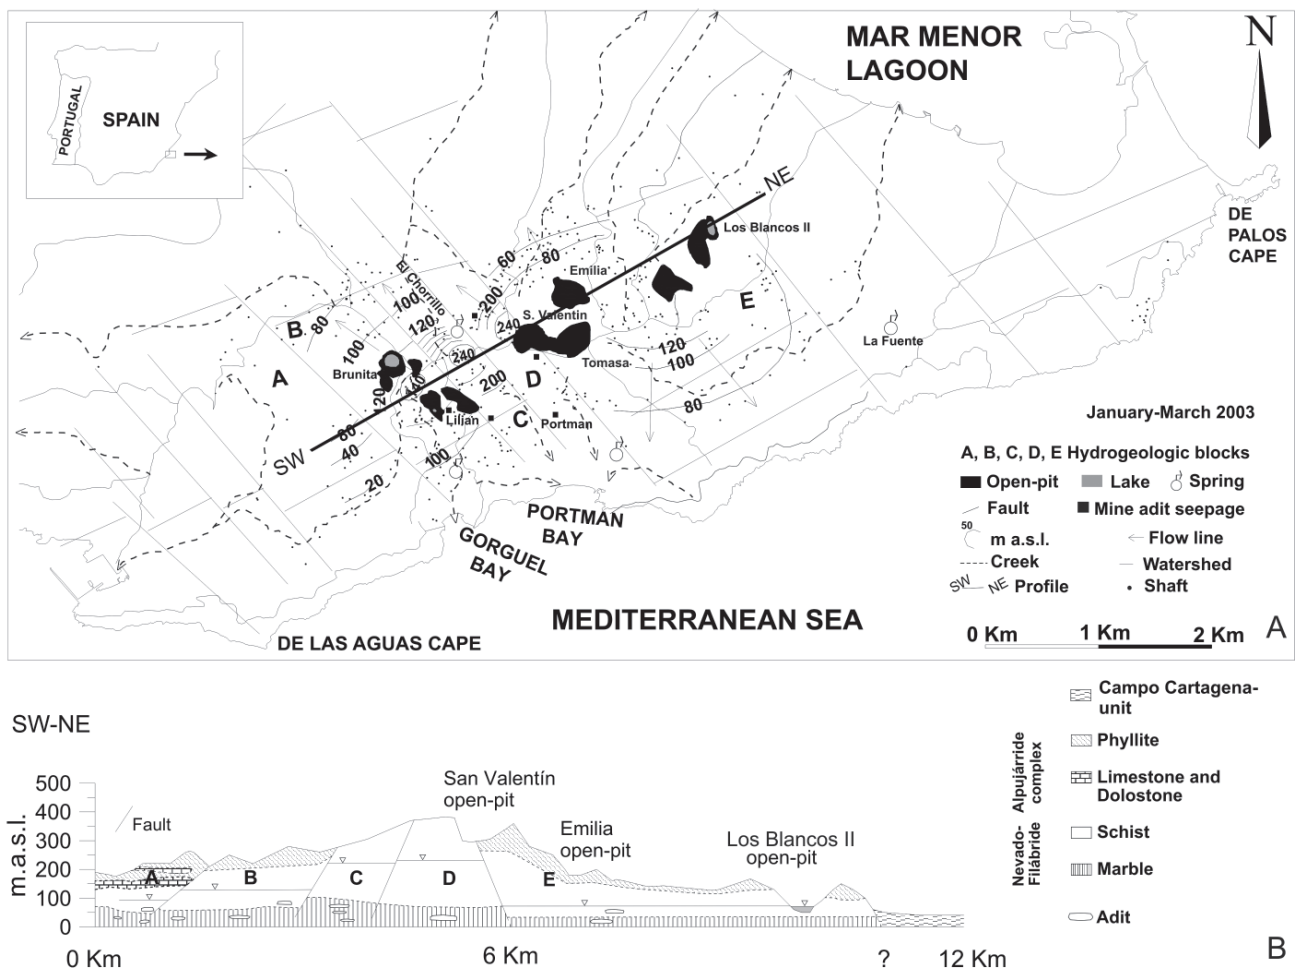 MAR MENOR
LAGOON
N
PORTUGAL
SPAIN
NE
DE
PALOS
CAPE
Los Blancos II
60
80
El Chorrillo
Emilia
100
200
E
B
80
120
S. Valentin
240
La Fuente
100
240
120
Tomasa
100
A
Brunita
140
200
D
120
80
Lilian
C
Portman
80
January-March 2003
SW
40
100
20
A, B, C, D, E Hydrogeologic blocks
Open-pit
Lake
Spring
Fault
Mine adit seepage
PORTMAN
BAY
50
m a.s.l.
Flow line
GORGUEL
BAY
Creek
Watershed
SW
NE
Profile
Shaft
MEDITERRANEAN SEA
DE LAS AGUAS CAPE
0 Km
1 Km
2 Km
A
SW-NE
Campo Cartagena-
unit
Alpujárride
complex
Phyllite
Limestone and
Dolostone
Nevado-
Filábride
Schist
Marble
Adit
San Valentín
open-pit
Emilia
open-pit
Los Blancos II
open-pit
Fault
m.a.s.l.
500
400
300
200
100
0
A
B
C
D
E
0 Km
6 Km
?
12 Km
B